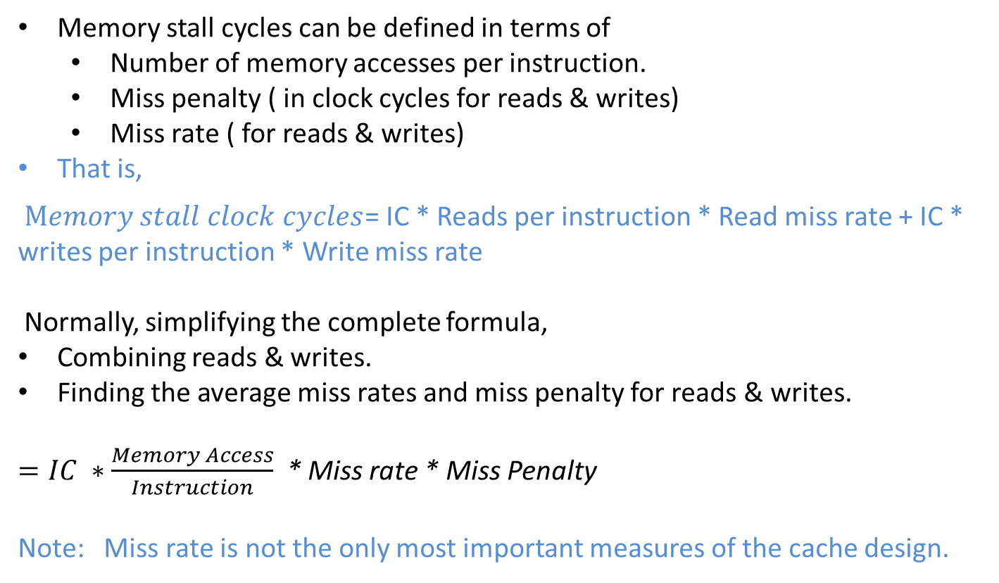 • Memory stall cycles can be defined in terms of
• Number of memory accesses per instruction.
• Miss penalty ( in clock cycles for reads & writes)
• Miss rate ( for reads & writes)
• That is,
Memory stall clock cycles= IC * Reads per instruction * Read miss rate + IC *
writes per instruction * Write miss rate
Normally, simplifying the complete formula,
• Combining reads & writes.
• Finding the average miss rates and miss penalty for reads & writes.
= IC * Memory Access / Instruction * Miss rate * Miss Penalty
Note: Miss rate is not the only most important measures of the cache design.